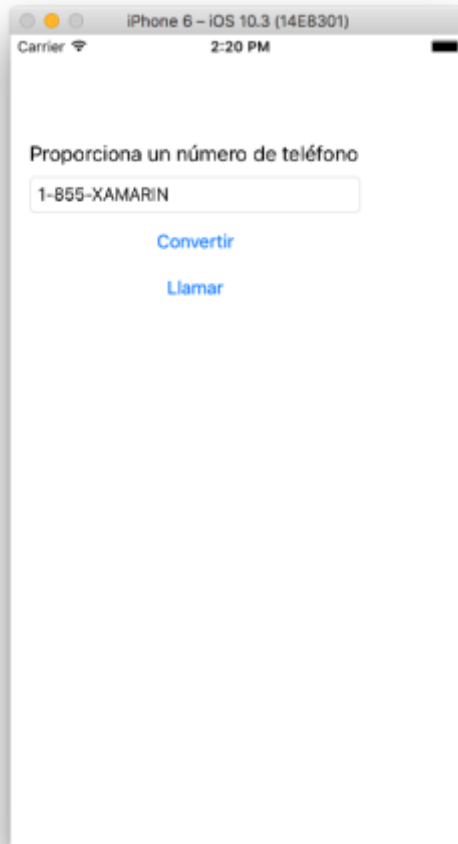 iPhone 6 – iOS 10.3 (14E8301)
Carrier 2:20 PM
Proporciona un número de teléfono
1-855-XAMARIN
Convertir
Llamar